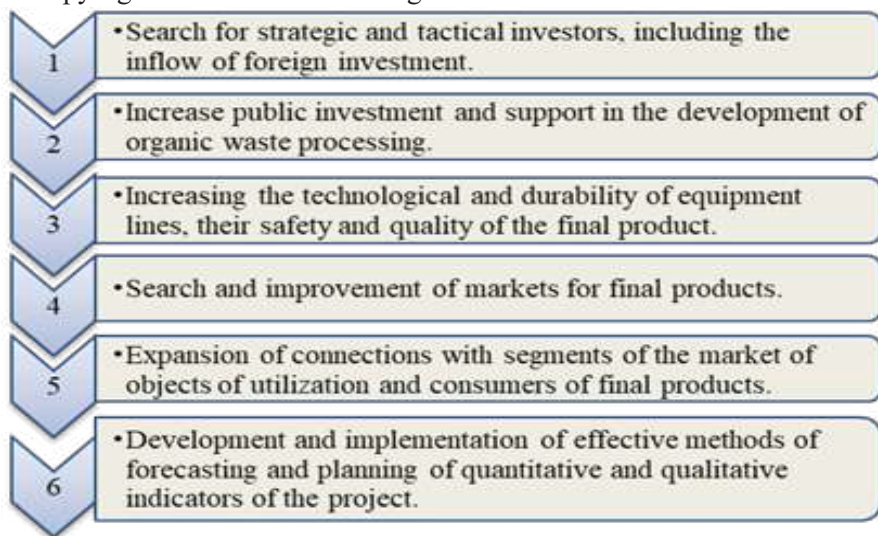 1
•Search for strategic and tactical investors, including the
inflow of foreign investment.
2
•Increase public investment and support in the development of
organic waste processing.
3
•Increasing the technological and durability of equipment
lines, their safety and quality of the final product.
4
•Search and improvement of markets for final products.
5
•Expansion of connections with segments of the market of
objects of utilization and consumers of final products.
6
•Development and implementation of effective methods of
forecasting and planning of quantitative and qualitative
indicators of the project.